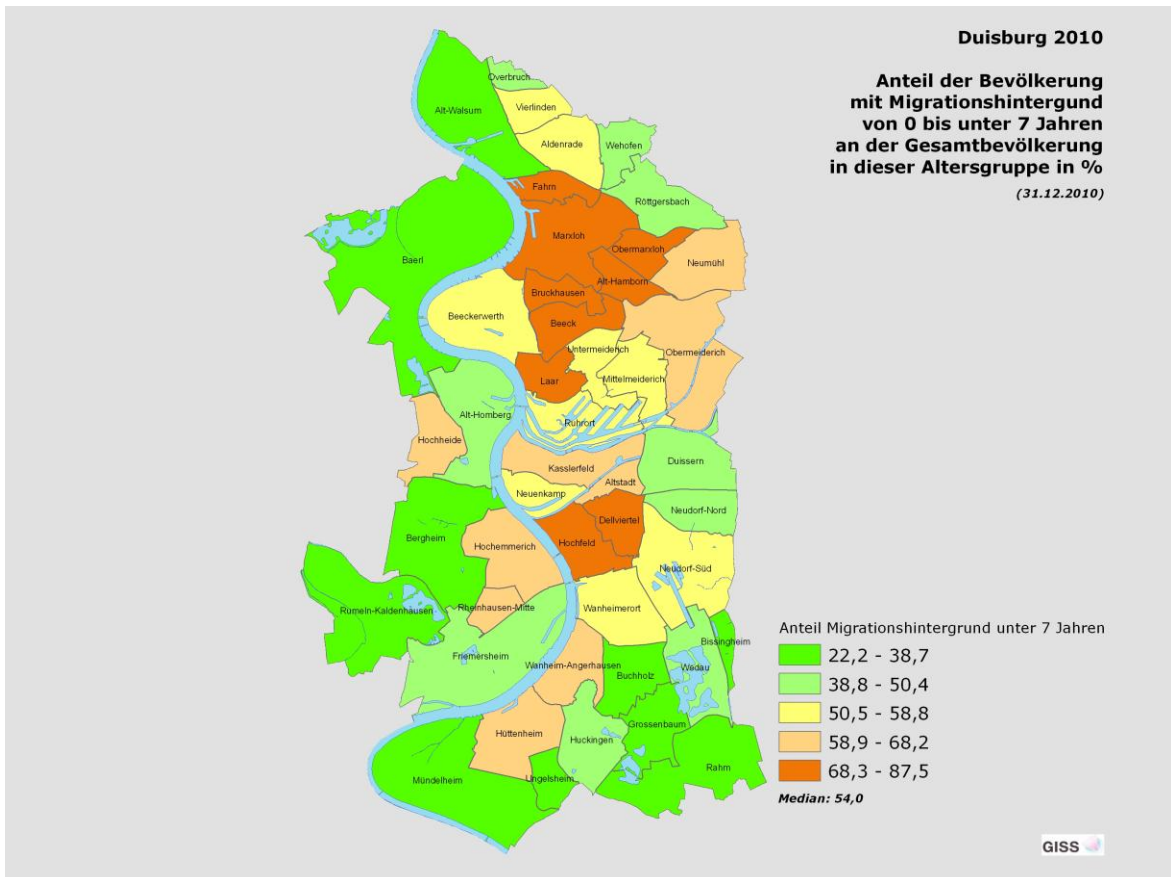 Duisburg 2010
Anteil der Bevölkerung
mit Migrationshintergund
von 0 bis unter 7 Jahren
an der Gesamtbevölkerung
in dieser Altersgruppe in %
(31.12.2010)
Overbruch
Alt-Walsum
Vierlinden
Aldenrade
Wehofen
Fahrn
Röttgersbach
Marxloh
Obermarxloh
Baerl
Neumühl
Alt-Hamborn
Bruckhausen
Beeckerwerth
Beeck
Untermeiderich
Obermeiderich
Laar
Mittelmeiderich
Alt-Homberg
Ruhrort
Hochheide
Kasslerfeld
Duissern
Altstadt
Neuenkamp
Neudorf-Nord
Dellviertel
Bergheim
Hochemmerich
Hochfeld
Neudorf-Süd
Rumeln-Kaldenhausen
Rheinhausen-Mitte
Wanheimerort
Bissingheim
Friemersheim
Wanheim-Angerhausen
Wedau
Buchholz
Grossenbaum
Hüttenheim
Huckingen
Rahm
Mündelheim
Ungelsheim
Anteil Migrationshintergrund unter 7 Jahren
22,2 - 38,7
38,8 - 50,4
50,5 - 58,8
58,9 - 68,2
68,3 - 87,5
Median: 54,0
GISS